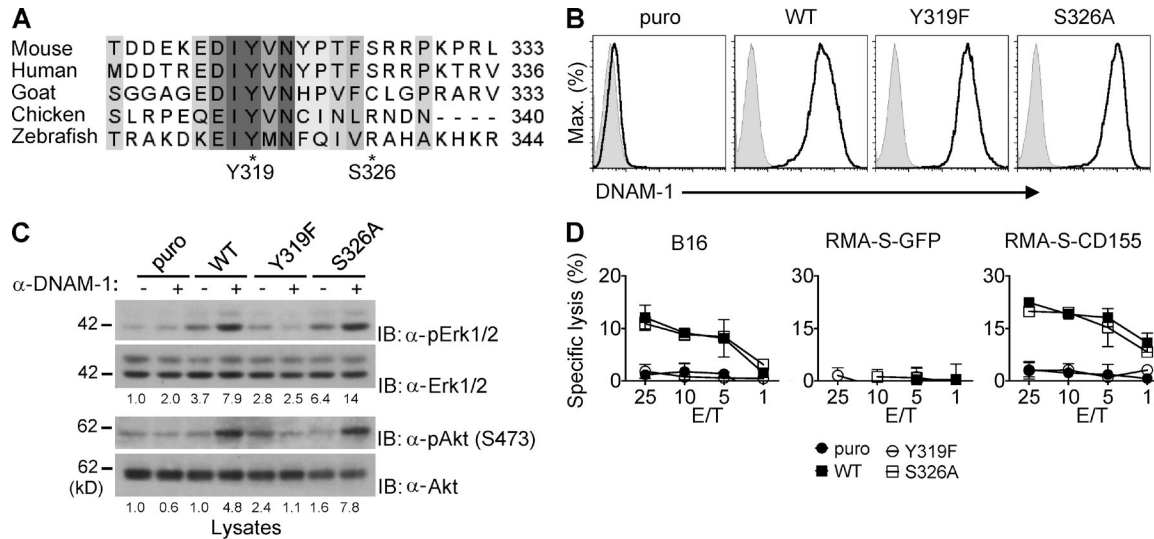 A
Mouse T D D E K E D I Y V N Y P T F S R R P K P R L 333
Human M D D T R E D I Y V N Y P T F S R R P K T R V 336
Goat S G G A G E D I Y V N H P V F C L G P R A R V 333
Chicken S L R P E Q E I Y V N C I N L R N D N - - - - 340
Zebrafish T R A K D K E I Y M N F Q I V R A H A K H K R 344
* *
Y319 S326
B
puro WT Y319F S326A
Max. (%)
DNAM-1
C
puro WT Y319F S326A
α-DNAM-1: - + - + - + - +
42 IB: α-pErk1/2
42 IB: α-Erk1/2
1.0 2.0 3.7 7.9 2.8 2.5 6.4 14
62 IB: α-pAkt (S473)
62 IB: α-Akt
(kD)
1.0 0.6 1.0 4.8 2.4 1.1 1.6 7.8
Lysates
D
B16 RMA-S-GFP RMA-S-CD155
Specific lysis (%)
20 10 0
30 15 0
30 15 0
25 10 5 1 25 10 5 1 25 10 5 1
E/T E/T E/T
puro Y319F
WT S326A